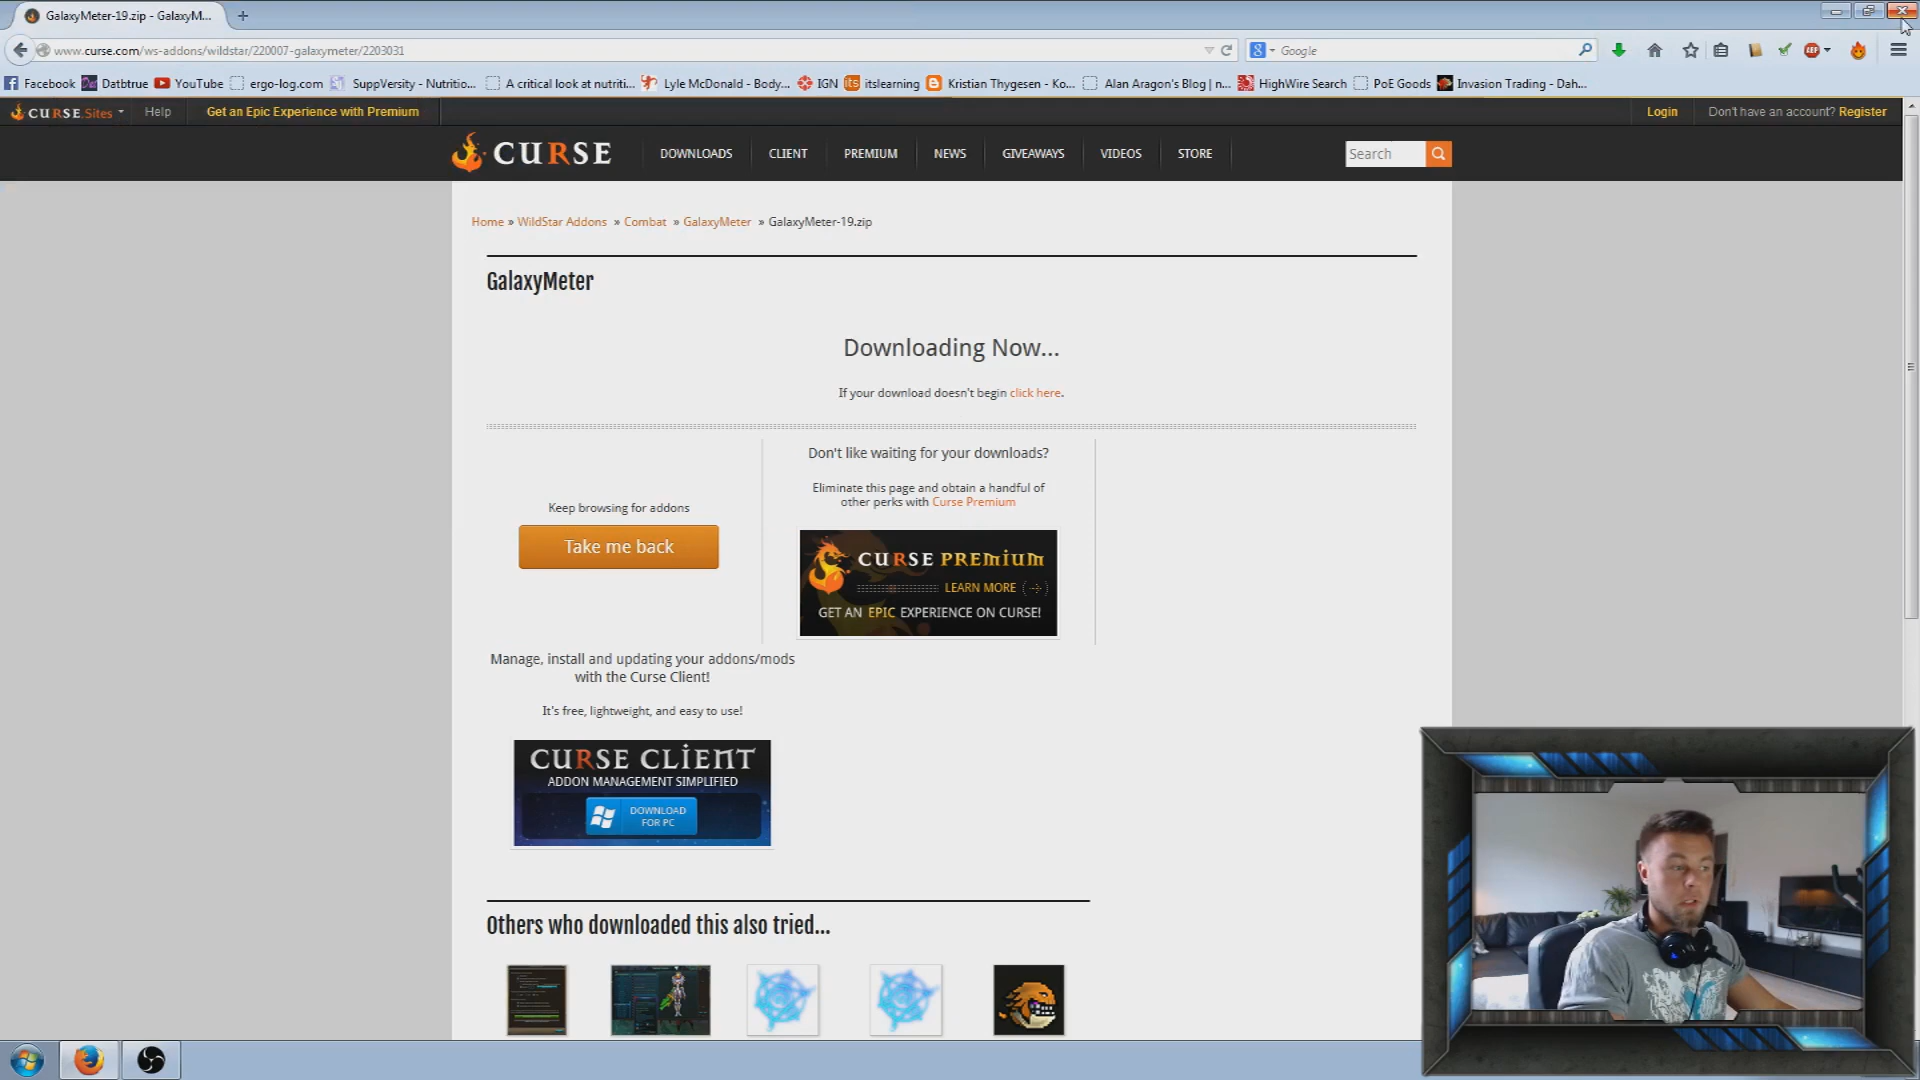 GalaxyMeter-19.zip - GalaxyM...
www.curse.com/ws-addons/wildstar/220007-galaxymeter/2203031
Google
Facebook Datbtrue YouTube ergo-log.com SuppVersity - Nutritio... A critical look at nutriti... Lyle McDonald - Body... IGN itslearning Kristian Thygesen - Ko... Alan Aragon's Blog | n... HighWire Search PoE Goods Invasion Trading - Dah...
CURSE Sites Help Get an Epic Experience with Premium Login Don't have an account? Register
CURSE DOWNLOADS CLIENT PREMIUM NEWS GIVEAWAYS VIDEOS STORE Search
Home » WildStar Addons » Combat » GalaxyMeter » GalaxyMeter-19.zip
GalaxyMeter
Downloading Now...
If your download doesn't begin click here.
Don't like waiting for your downloads?
Eliminate this page and obtain a handful of
other perks with Curse Premium
Keep browsing for addons
Take me back
CURSE PREMIUM
LEARN MORE
GET AN EPIC EXPERIENCE ON CURSE!
Manage, install and updating your addons/mods
with the Curse Client!
It's free, lightweight, and easy to use!
CURSE CLIENT
ADDON MANAGEMENT SIMPLIFIED
DOWNLOAD
FOR PC
Others who downloaded this also tried...